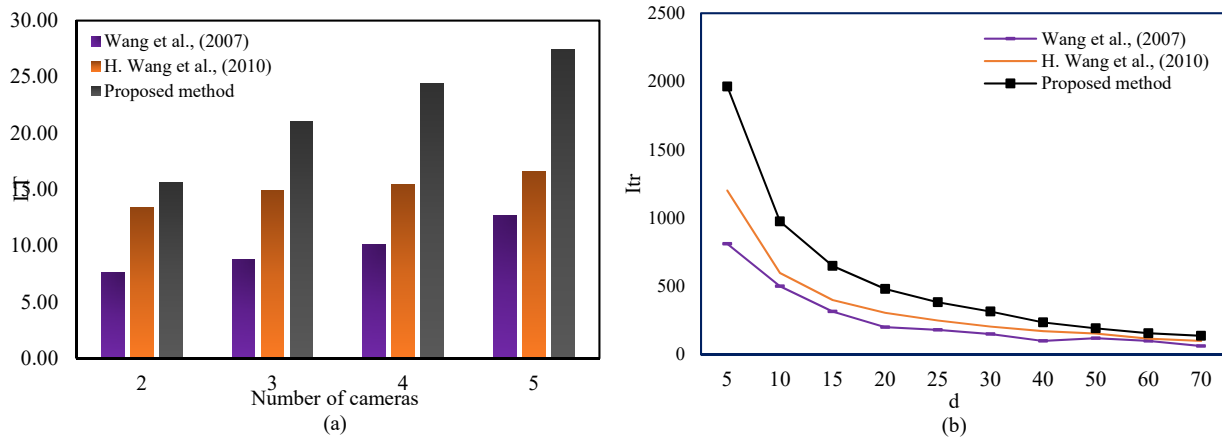 30.00
25.00
20.00
15.00
10.00
5.00
0.00
Wang et al., (2007)
H. Wang et al., (2010)
Proposed method
2 3 4 5
Number of cameras
(a)
2500
2000
1500
1000
500
0
Itr
Wang et al., (2007)
H. Wang et al., (2010)
Proposed method
5 10 15 20 25 30 40 50 60 70
d
(b)